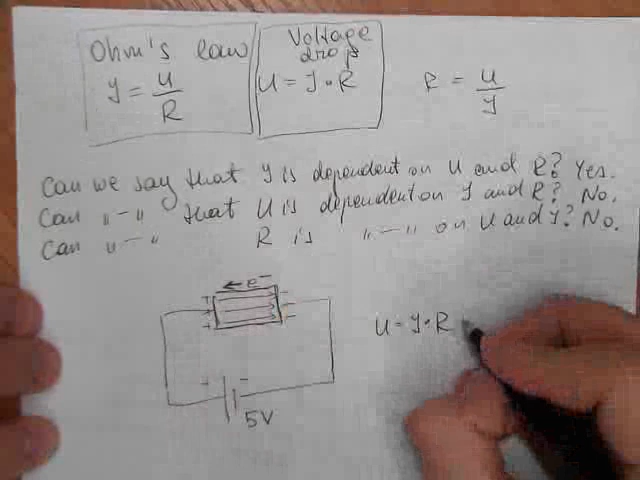 Ohm's law
y = u / R
Voltage drop
U = y · R
R = u / y
Can we say that y is dependent on U and R? Yes.
Can "–" that U is dependent on y and R? No.
Can "–" R is "–" on U and y? No.
← e⁻
+ –
+ –
U = y · R
+ –
5V